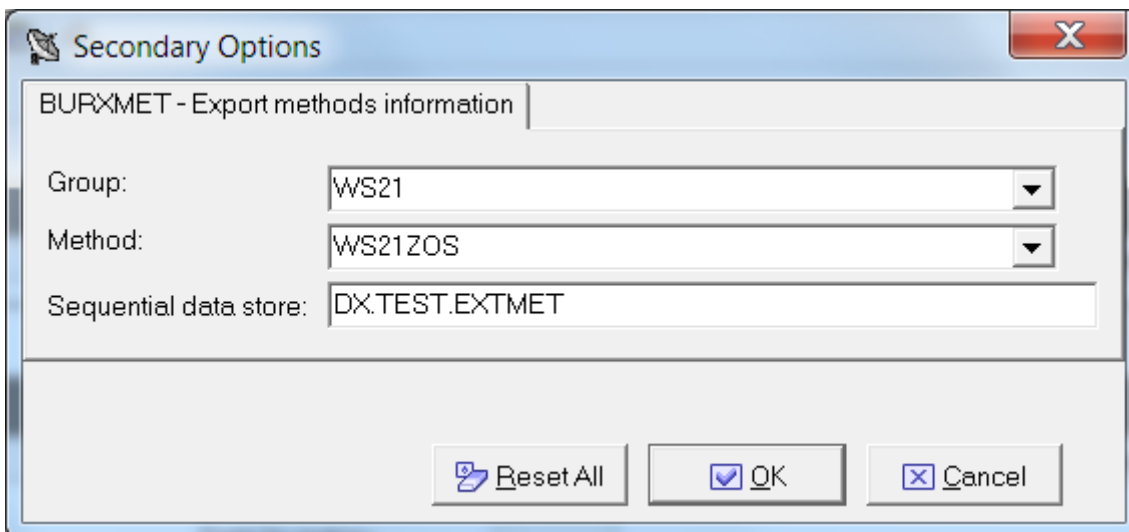 Secondary Options
BURXMET - Export methods information
Group: WS21
Method: WS21ZOS
Sequential data store: DX.TEST.EXTMET
Reset All OK Cancel